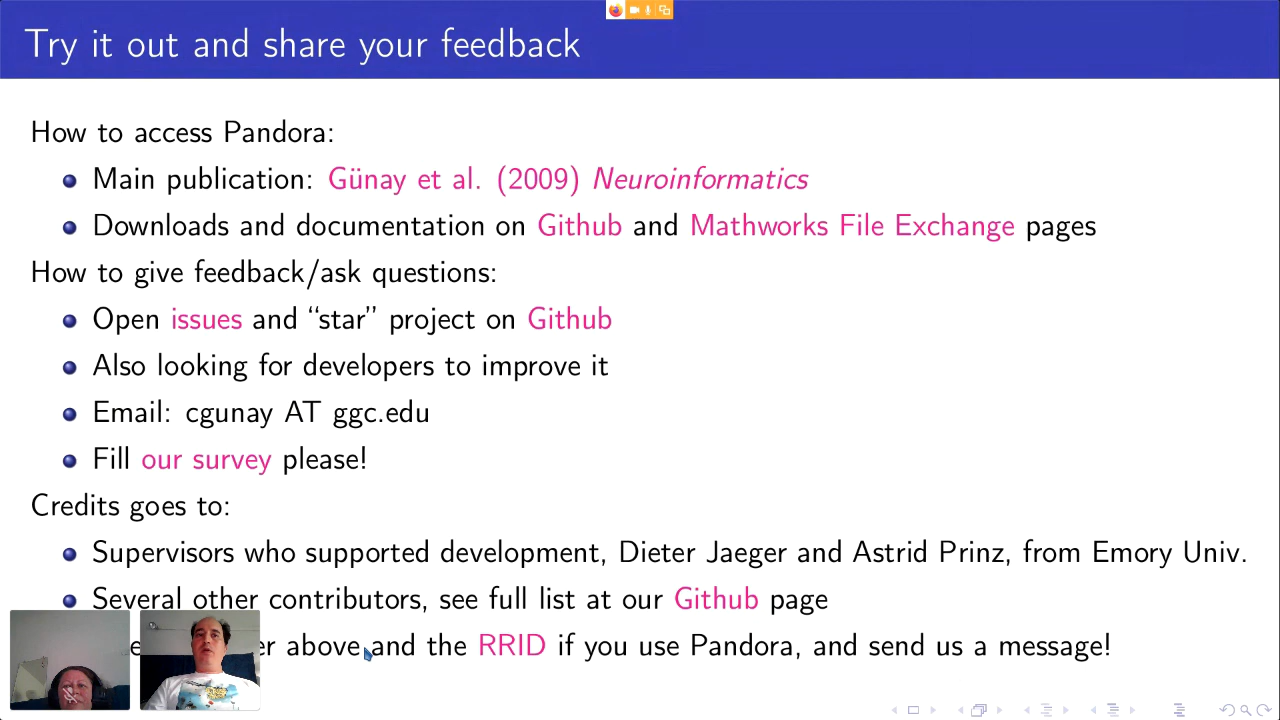 Try it out and share your feedback
How to access Pandora:
Main publication: Günay et al. (2009) Neuroinformatics
Downloads and documentation on Github and Mathworks File Exchange pages
How to give feedback/ask questions:
Open issues and “star” project on Github
Also looking for developers to improve it
Email: cgunay AT ggc.edu
Fill our survey please!
Credits goes to:
Supervisors who supported development, Dieter Jaeger and Astrid Prinz, from Emory Univ.
Several other contributors, see full list at our Github page
above and the RRID if you use Pandora, and send us a message!